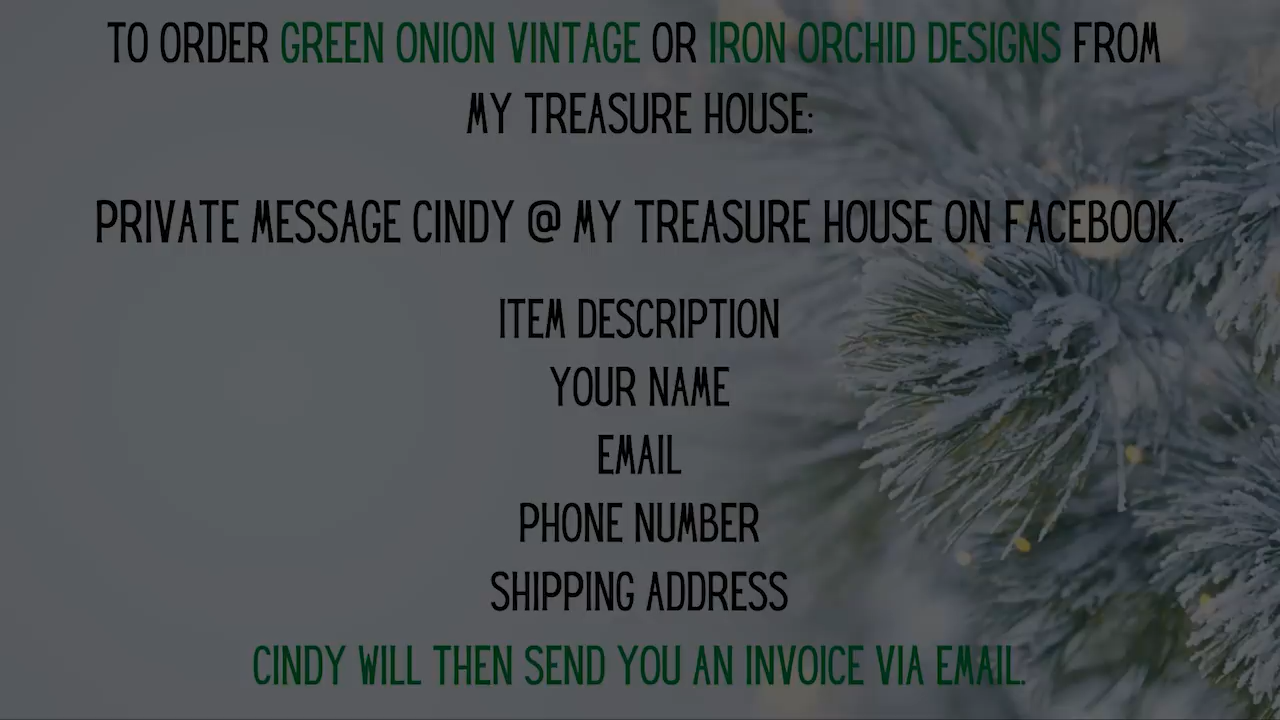 TO ORDER GREEN ONION VINTAGE OR IRON ORCHID DESIGNS FROM
MY TREASURE HOUSE:
PRIVATE MESSAGE CINDY @ MY TREASURE HOUSE ON FACEBOOK.
ITEM DESCRIPTION
YOUR NAME
EMAIL
PHONE NUMBER
SHIPPING ADDRESS
CINDY WILL THEN SEND YOU AN INVOICE VIA EMAIL.